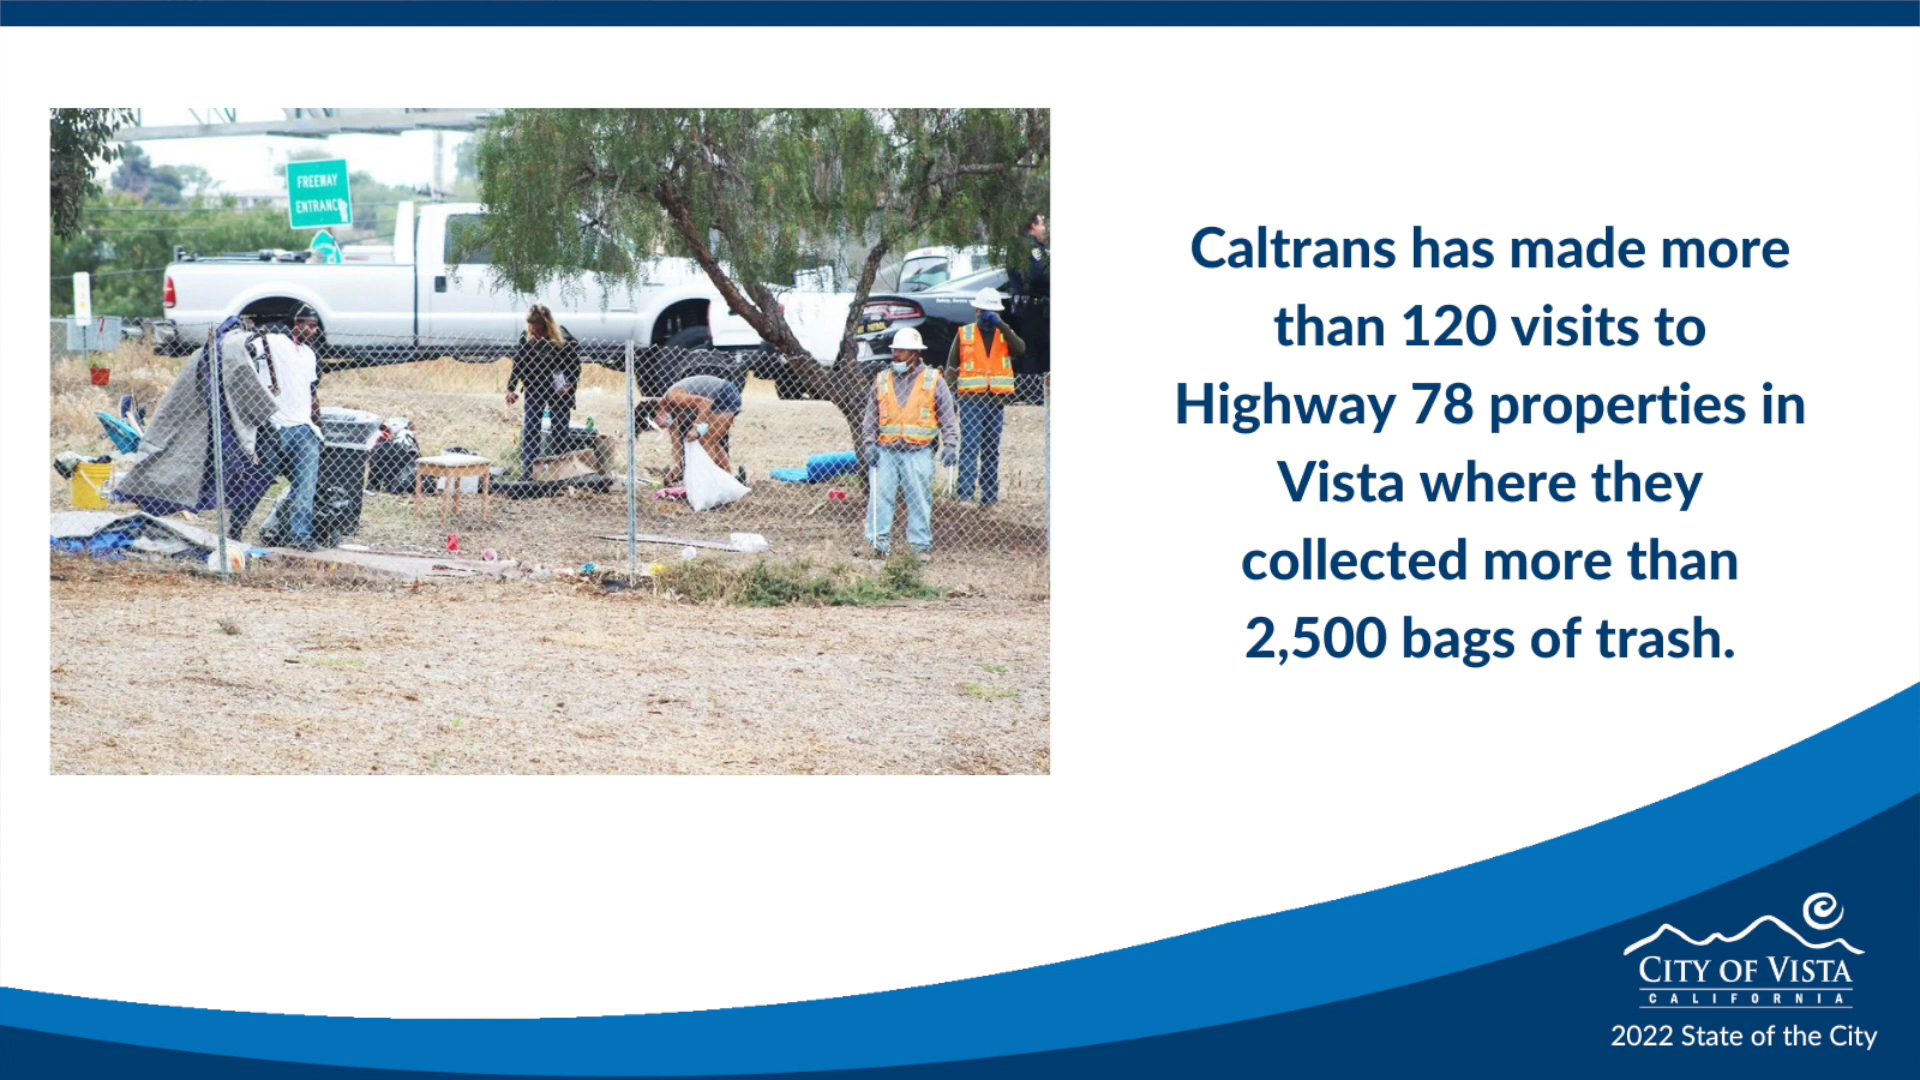 FREEWAY
ENTRANCE
Caltrans has made more
than 120 visits to
Highway 78 properties in
Vista where they
collected more than
2,500 bags of trash.
CITY OF VISTA
CALIFORNIA
2022 State of the City